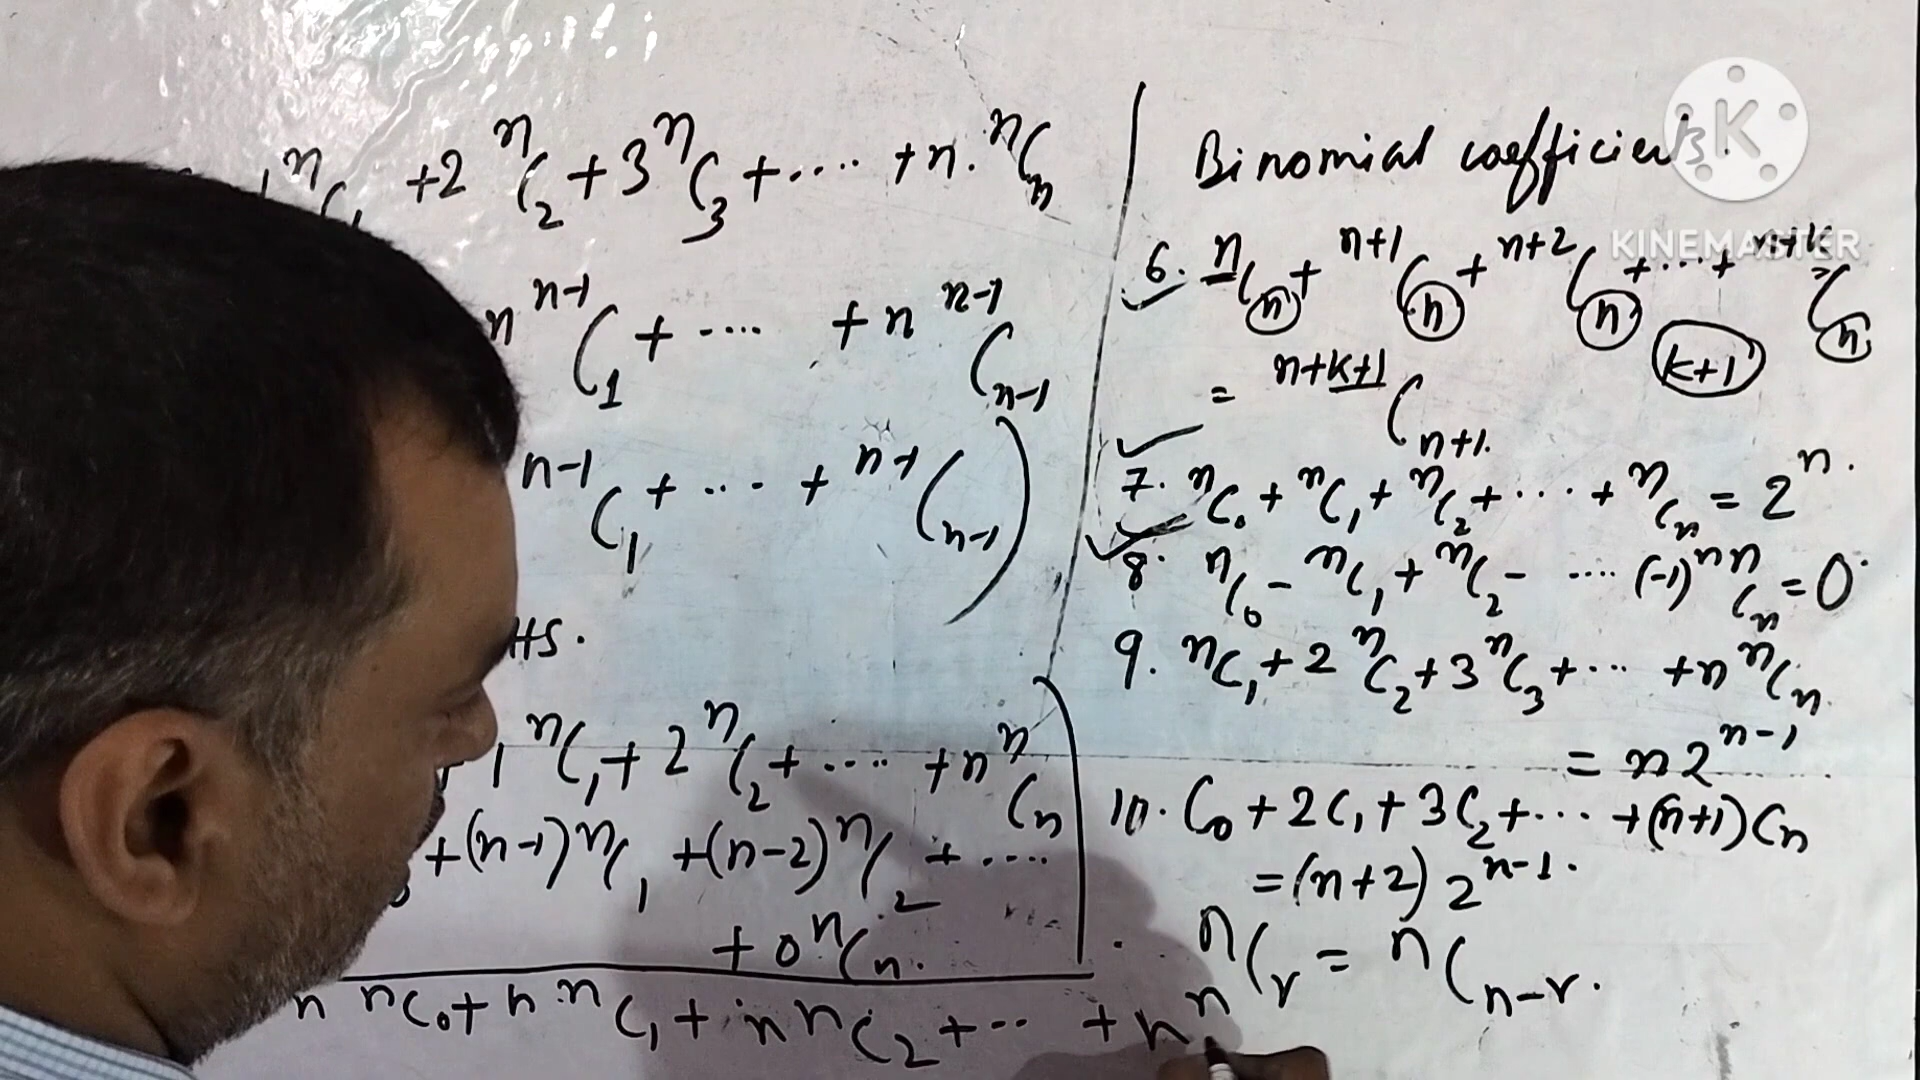 +2 ⁿC₂ + 3 ⁿC₃ + .... + n. ⁿCₙ
n ⁿ⁻¹C₁ + .... + n ⁿ⁻¹Cₙ₋₁
ⁿ⁻¹C₁ + .... + ⁿ⁻¹Cₙ₋₁)
HS.
1 ⁿC₁ + 2 ⁿC₂ + .... + n ⁿCₙ
+ (n-1) ⁿC₁ + (n-2) ⁿC₂ + ....
+ 0 ⁿCₙ.
n ⁿC₀ + n ⁿC₁ + n ⁿC₂ + ... + n ⁿ
Binomial coefficients.
6. ⁿCₙ + ⁿ⁺¹Cₙ + ⁿ⁺²Cₙ + ... + ⁿ⁺ᵏCₙ
k+1
= ⁿ⁺ᵏ⁺¹Cₙ₊₁.
7. ⁿC₀ + ⁿC₁ + ⁿC₂ + .... + ⁿCₙ = 2ⁿ.
8. ⁿC₀ - ⁿC₁ + ⁿC₂ - .... (-1)ⁿ ⁿCₙ = 0.
9. ⁿC₁ + 2 ⁿC₂ + 3 ⁿC₃ + .... + n ⁿCₙ
= n 2ⁿ⁻¹
10. C₀ + 2C₁ + 3C₂ + ... + (n+1) Cₙ
= (n+2) 2ⁿ⁻¹.
. ⁿCᵣ = ⁿCₙ₋ᵣ.
K
KINEMASTER